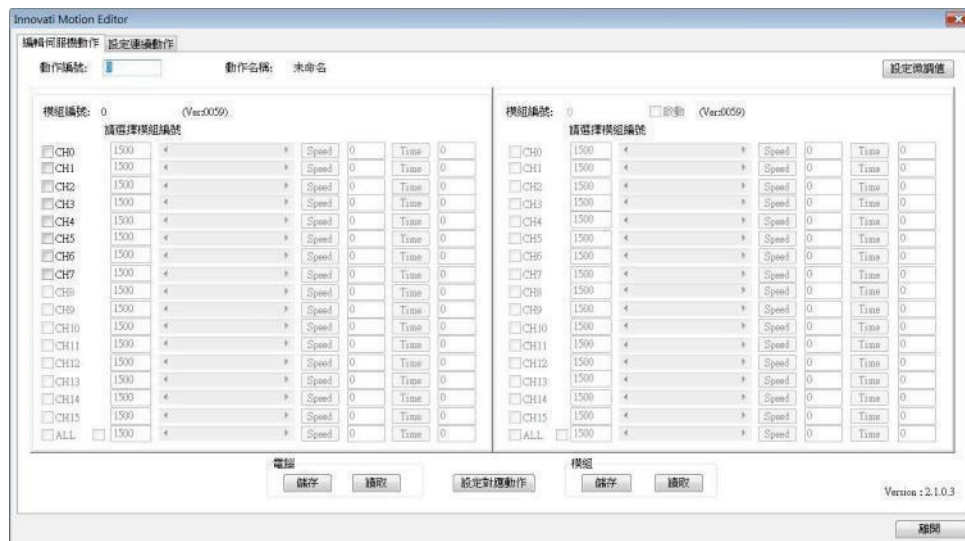 Innovati Motion Editor
編輯伺服機動作 設定連續動作
動作編號: 0 動作名稱: 未命名 設定微調值
模組編號: 0 (Ver:0059) 模組編號: 0 啟動 (Ver:0059)
請選擇模組編號 請選擇模組編號
CH0 1500 Speed 0 Time 0 CH0 1500 Speed 0 Time 0
CH1 1500 Speed 0 Time 0 CH1 1500 Speed 0 Time 0
CH2 1500 Speed 0 Time 0 CH2 1500 Speed 0 Time 0
CH3 1500 Speed 0 Time 0 CH3 1500 Speed 0 Time 0
CH4 1500 Speed 0 Time 0 CH4 1500 Speed 0 Time 0
CH5 1500 Speed 0 Time 0 CH5 1500 Speed 0 Time 0
CH6 1500 Speed 0 Time 0 CH6 1500 Speed 0 Time 0
CH7 1500 Speed 0 Time 0 CH7 1500 Speed 0 Time 0
CH8 1500 Speed 0 Time 0 CH8 1500 Speed 0 Time 0
CH9 1500 Speed 0 Time 0 CH9 1500 Speed 0 Time 0
CH10 1500 Speed 0 Time 0 CH10 1500 Speed 0 Time 0
CH11 1500 Speed 0 Time 0 CH11 1500 Speed 0 Time 0
CH12 1500 Speed 0 Time 0 CH12 1500 Speed 0 Time 0
CH13 1500 Speed 0 Time 0 CH13 1500 Speed 0 Time 0
CH14 1500 Speed 0 Time 0 CH14 1500 Speed 0 Time 0
CH15 1500 Speed 0 Time 0 CH15 1500 Speed 0 Time 0
ALL 1500 Speed 0 Time 0 ALL 1500 Speed 0 Time 0
電腦 模組
儲存 讀取 設定對應動作 儲存 讀取
Version : 2.1.0.3
離開